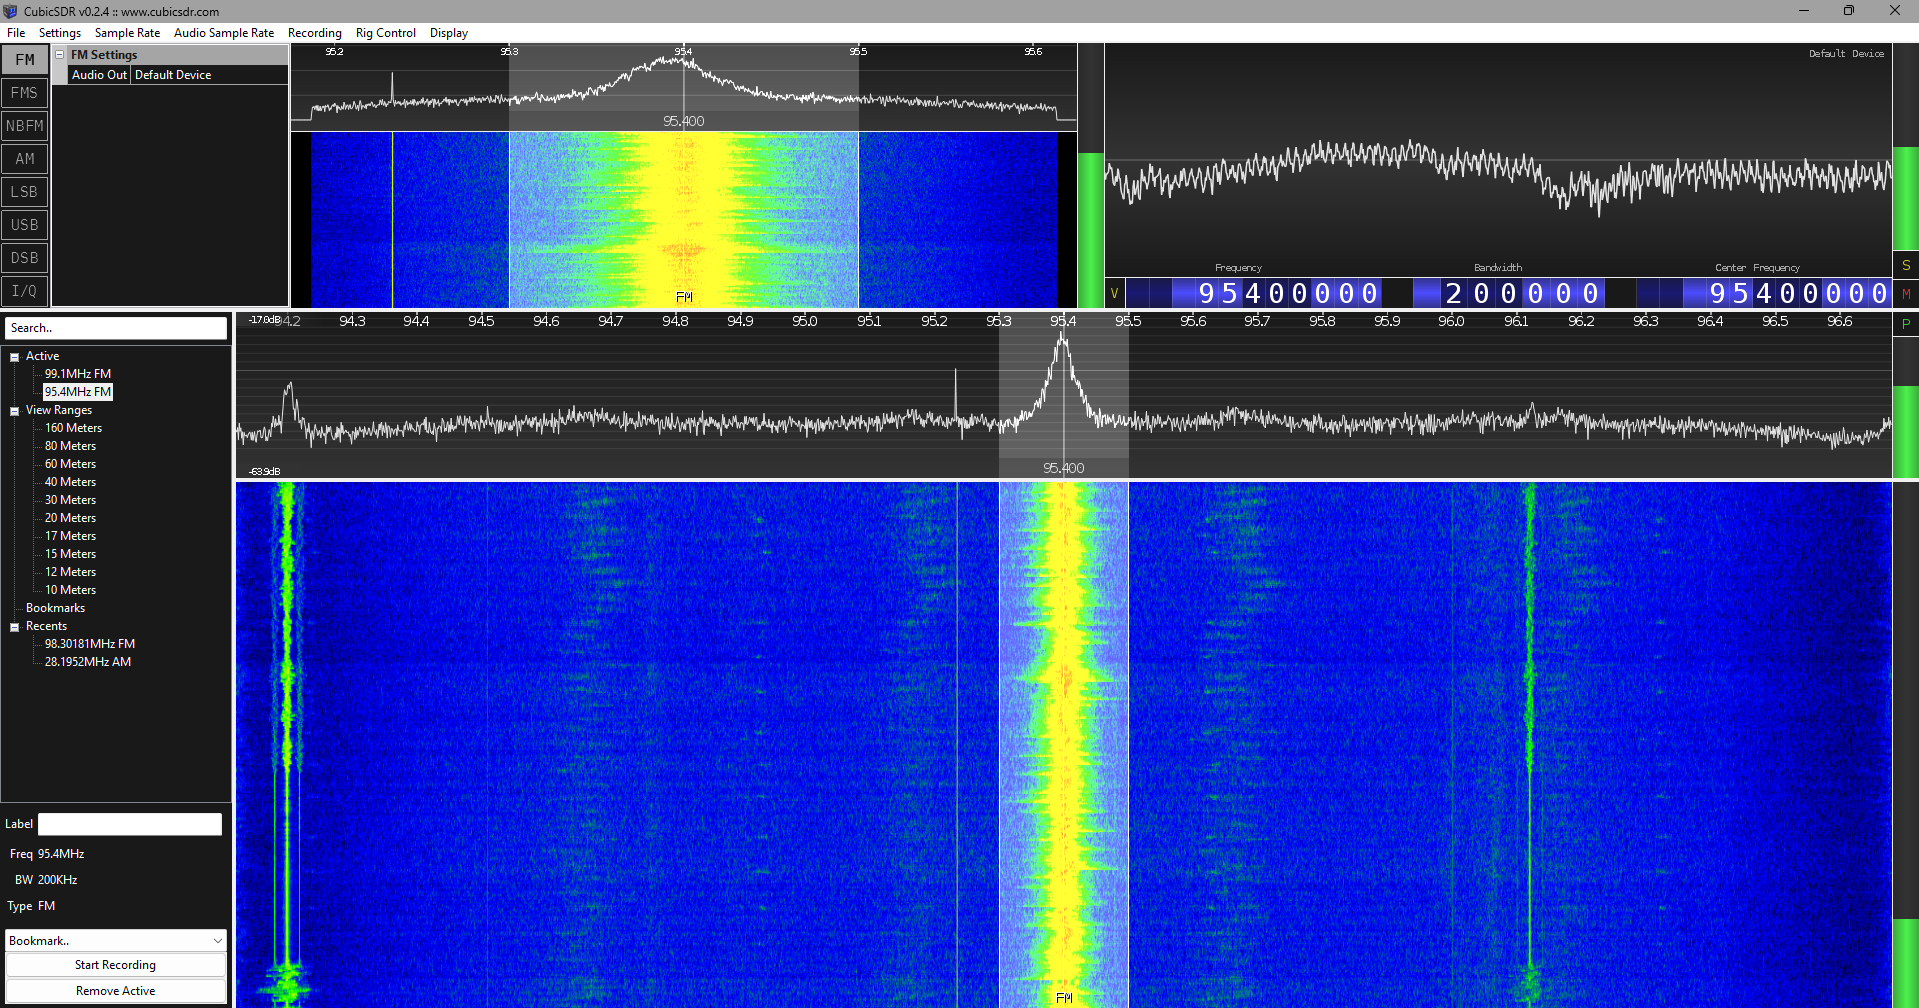 CubicSDR v0.2.4 :: www.cubicsdr.com
File Settings Sample Rate Audio Sample Rate Recording Rig Control Display
FM
FMS
NBFM
AM
LSB
USB
DSB
I/Q
FM Settings
Audio Out Default Device
95.2 95.3 95.4 95.5 95.6
95.400
FM
Default Device
Frequency Bandwidth Center Frequency
V 95400000 200000 95400000
S
M
P
Search..
Active
99.1MHz FM
95.4MHz FM
View Ranges
160 Meters
80 Meters
60 Meters
40 Meters
30 Meters
20 Meters
17 Meters
15 Meters
12 Meters
10 Meters
Bookmarks
Recents
98.30181MHz FM
28.1952MHz AM
Label
Freq 95.4MHz
BW 200KHz
Type FM
Bookmark..
Start Recording
Remove Active
-17.0dB 94.2 94.3 94.4 94.5 94.6 94.7 94.8 94.9 95.0 95.1 95.2 95.3 95.4 95.5 95.6 95.7 95.8 95.9 96.0 96.1 96.2 96.3 96.4 96.5 96.6
-63.9dB
95.400
FM